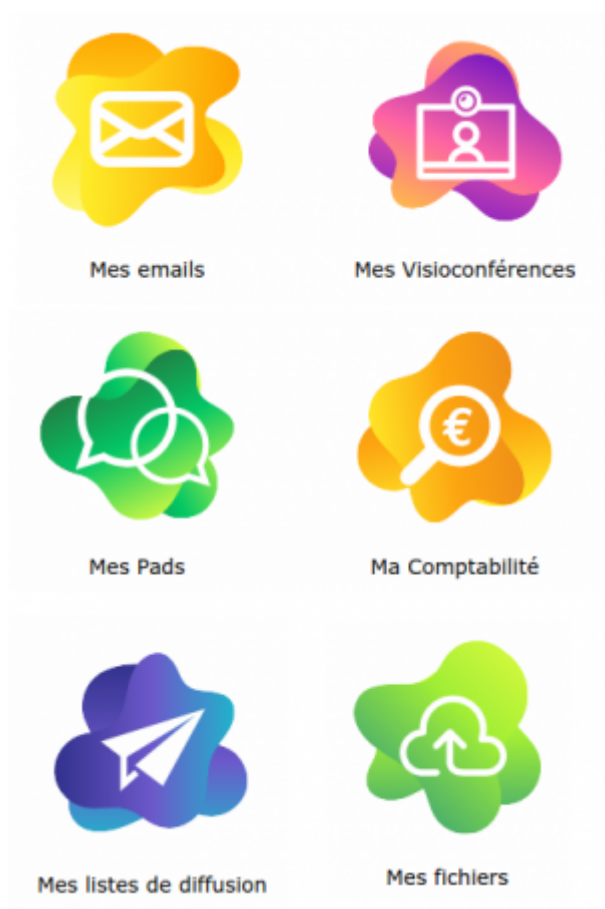 Mes emails
Mes Visioconférences
€
Mes Pads
Ma Comptabilité
Mes listes de diffusion
Mes fichiers